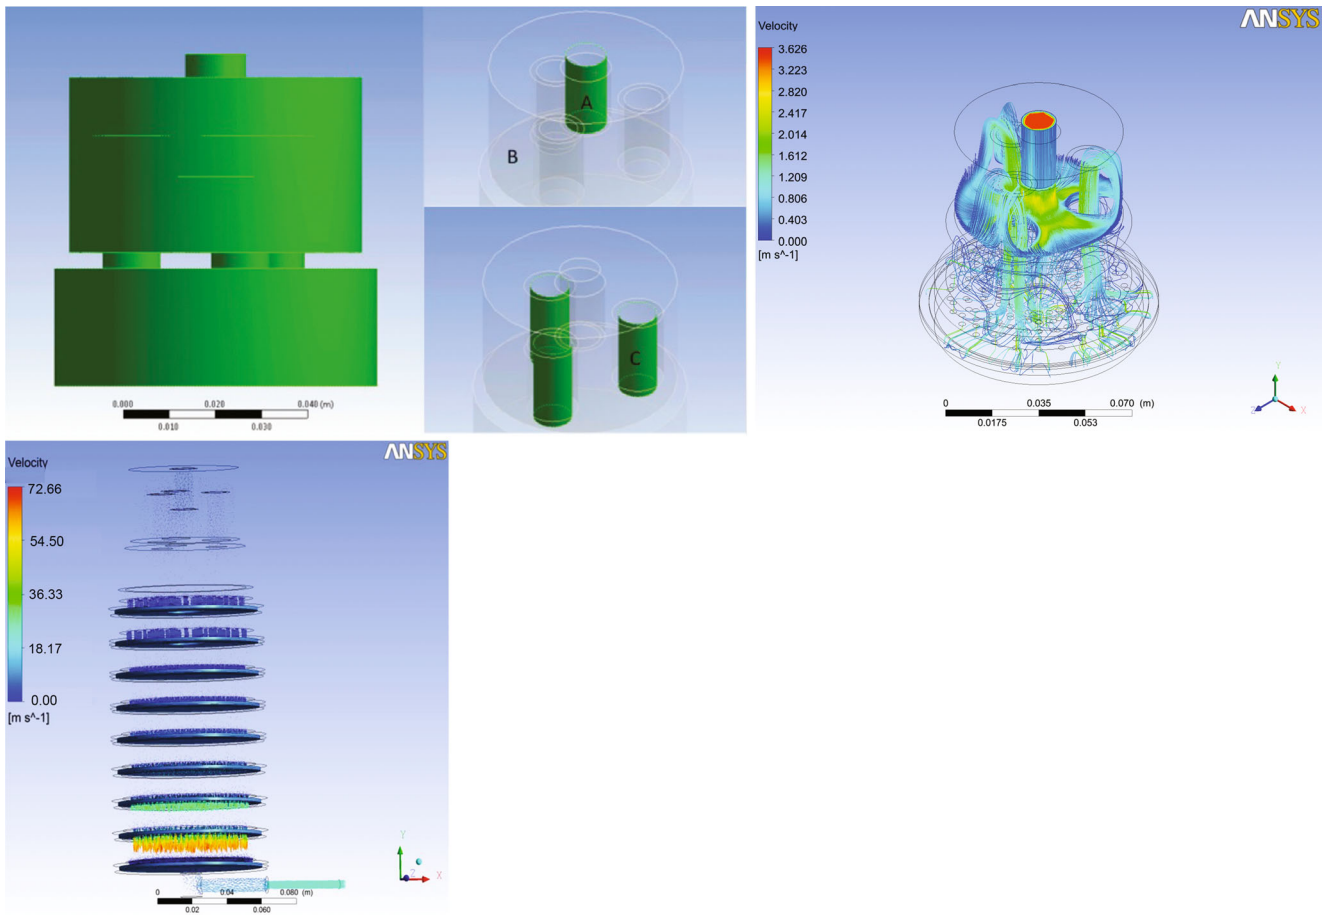 0.000
0.020
0.040 (m)
0.010
0.030
A
B
C
ANSYS
Velocity
3.626
3.223
2.820
2.417
2.014
1.612
1.209
0.806
0.403
0.000
[m s^-1]
0
0.035
0.070
(m)
0.0175
0.053
Y
Z
X
ANSYS
Velocity
72.66
54.50
36.33
18.17
0.00
[m s^-1]
0
0.04
0.080
(m)
0.02
0.060
Y
Z
X